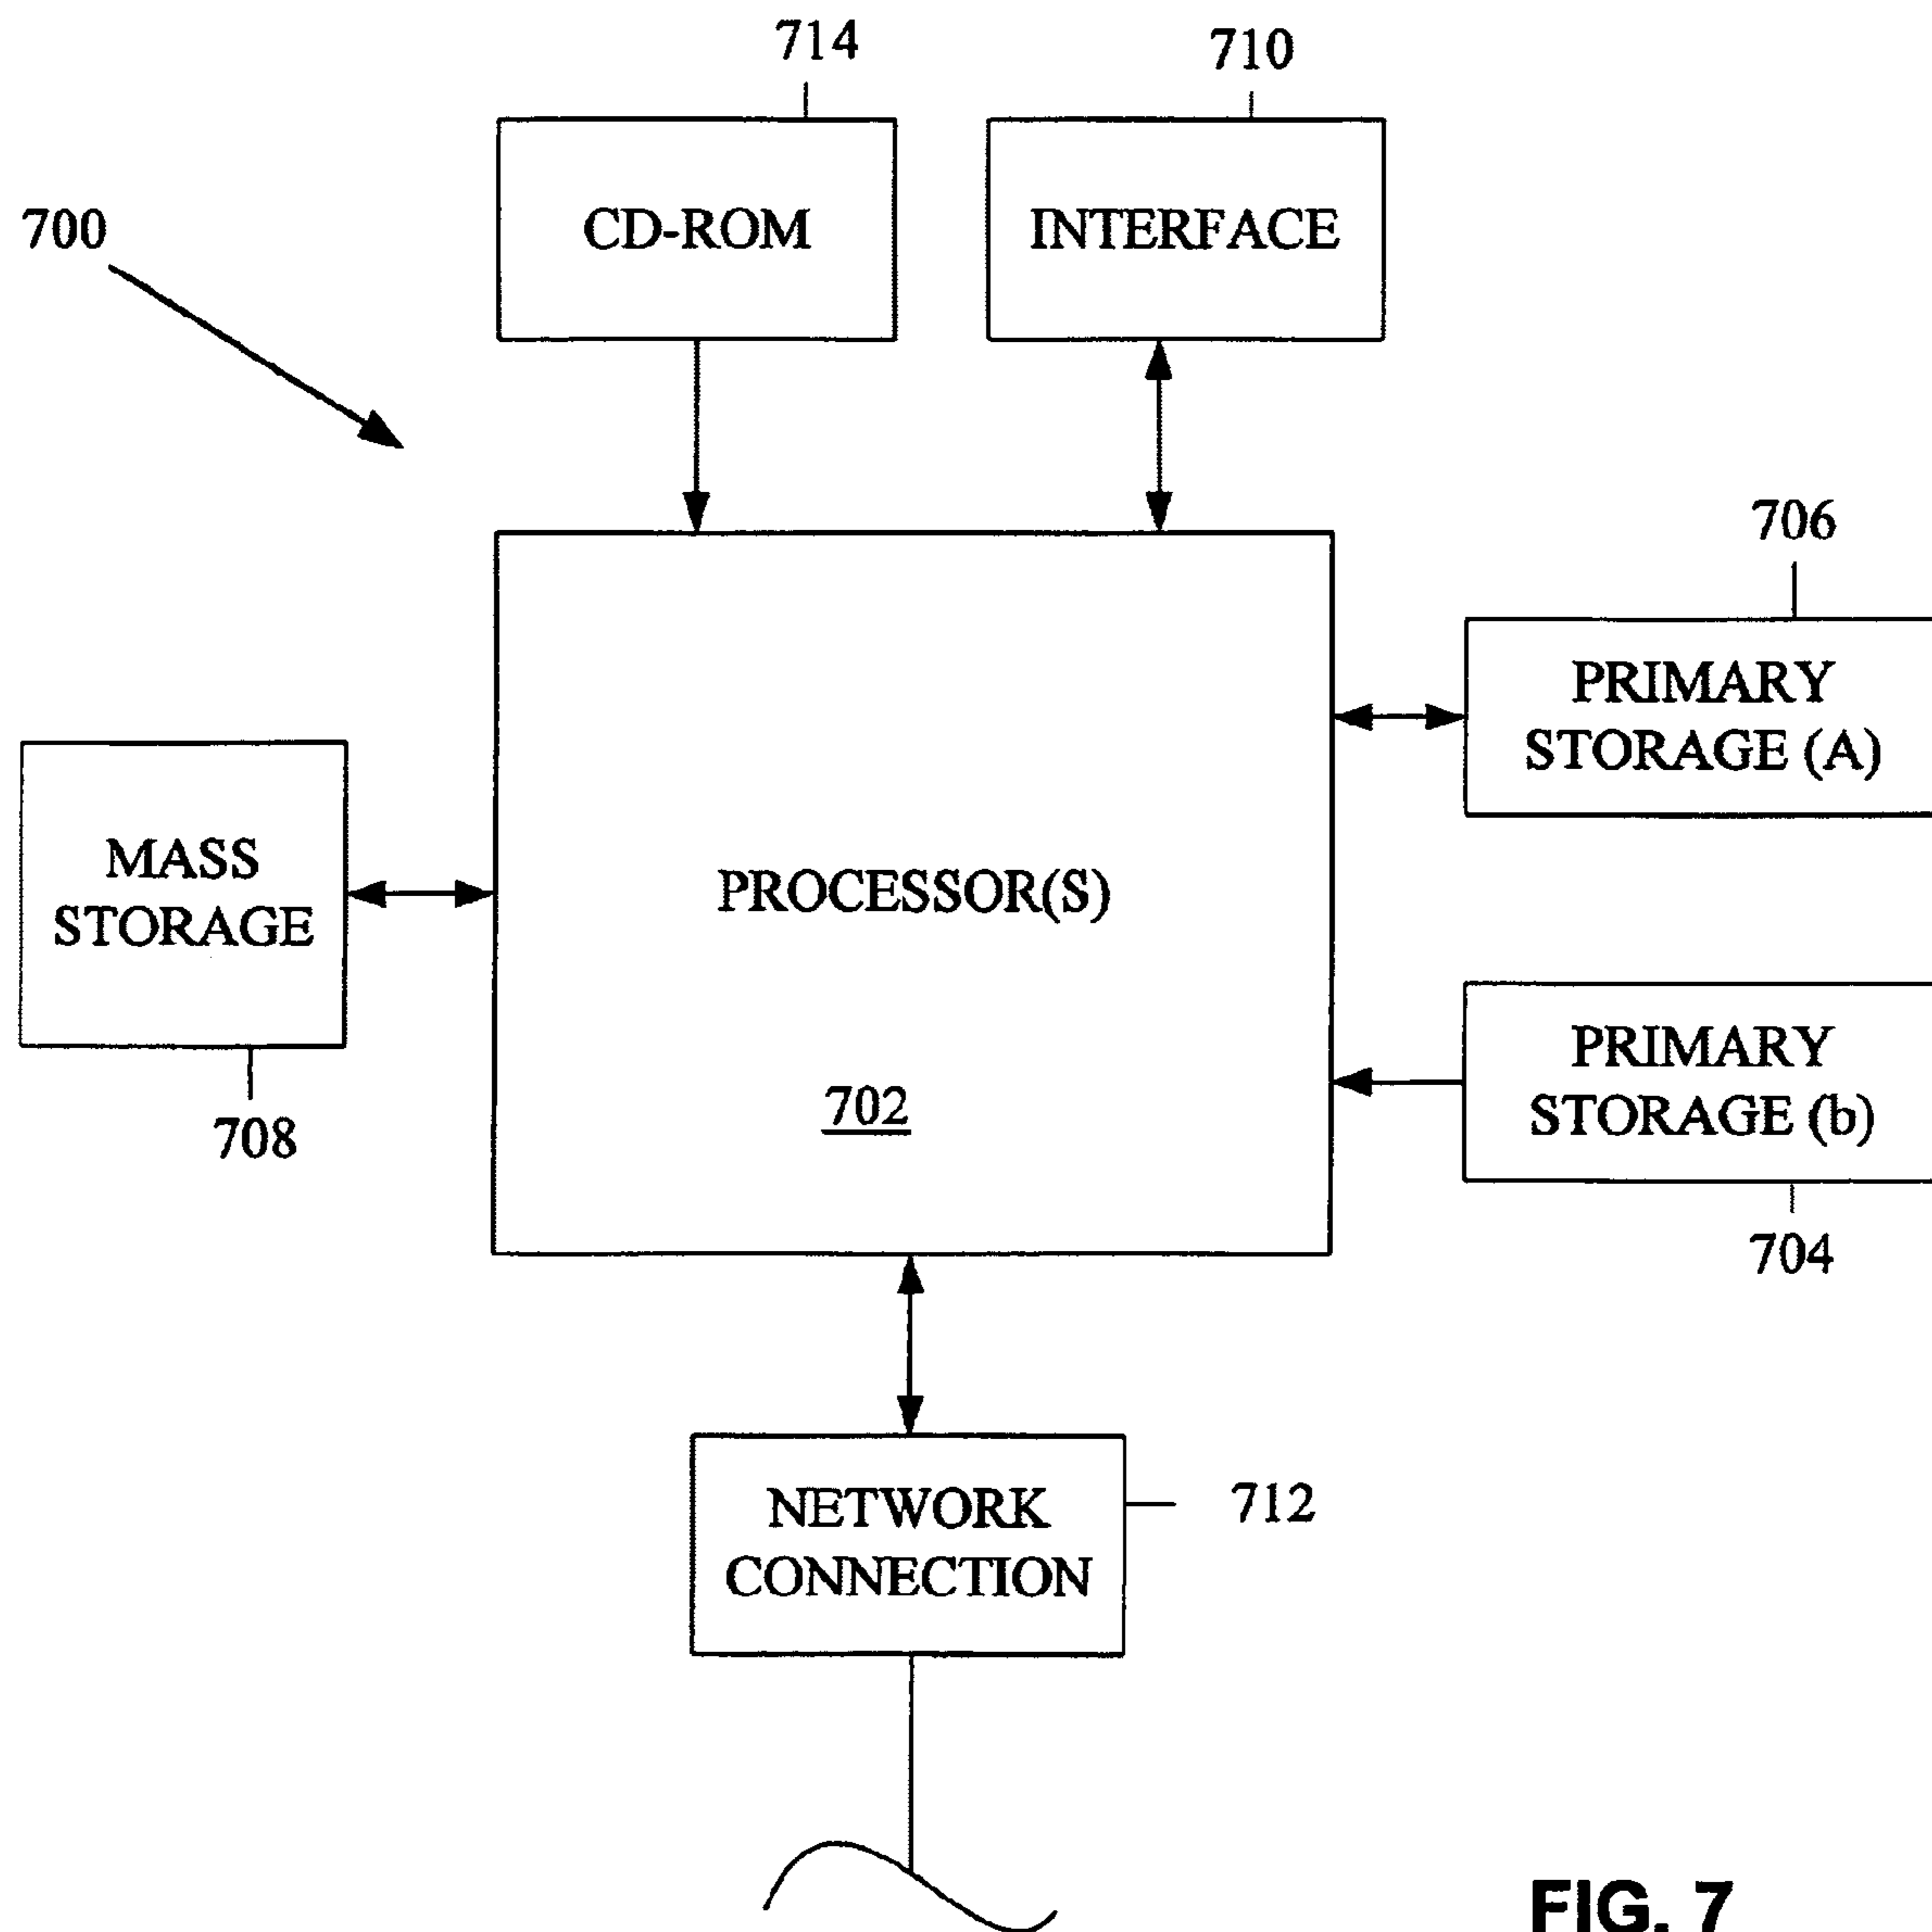 714
710
700
CD-ROM
INTERFACE
706
PRIMARY
STORAGE (A)
MASS
STORAGE
PROCESSOR(S)
PRIMARY
STORAGE (b)
702
708
704
NETWORK
CONNECTION
712
FIG. 7